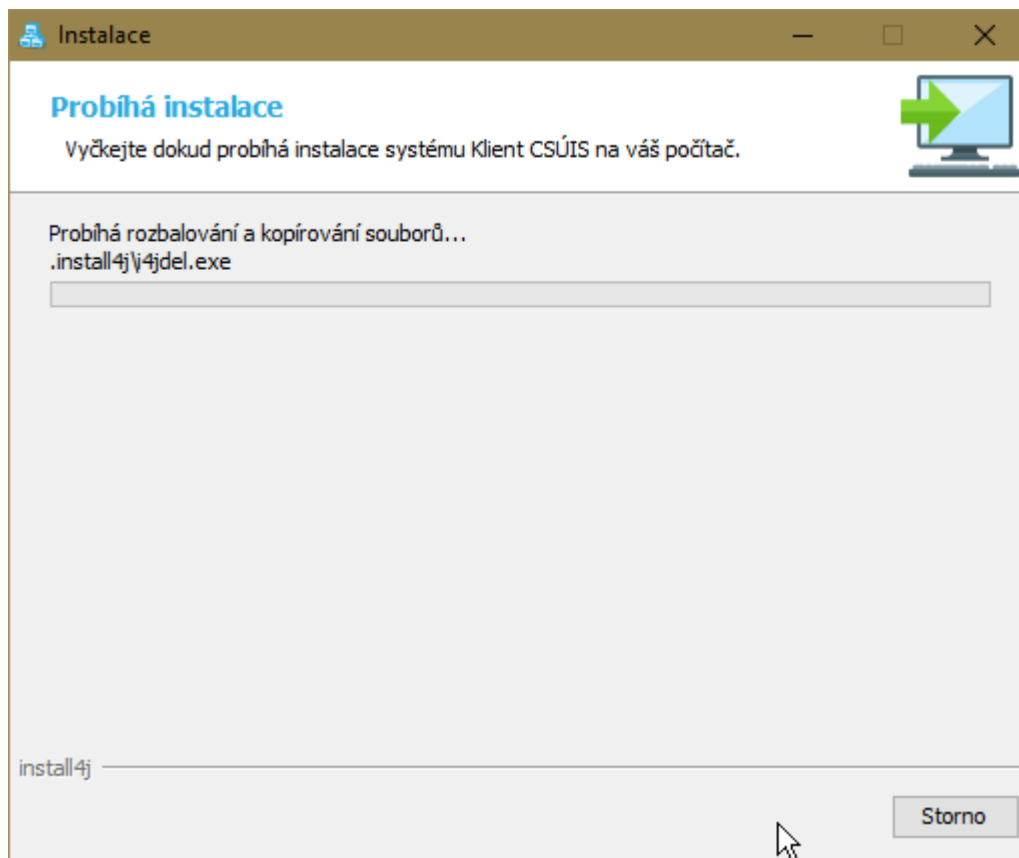 Instalace
Probíhá instalace
Vyčkejte dokud probíhá instalace systému Klient CSÚIS na váš počítač.
Probíhá rozbalování a kopírování souborů...
.install4j\i4jdel.exe
install4j
Storno